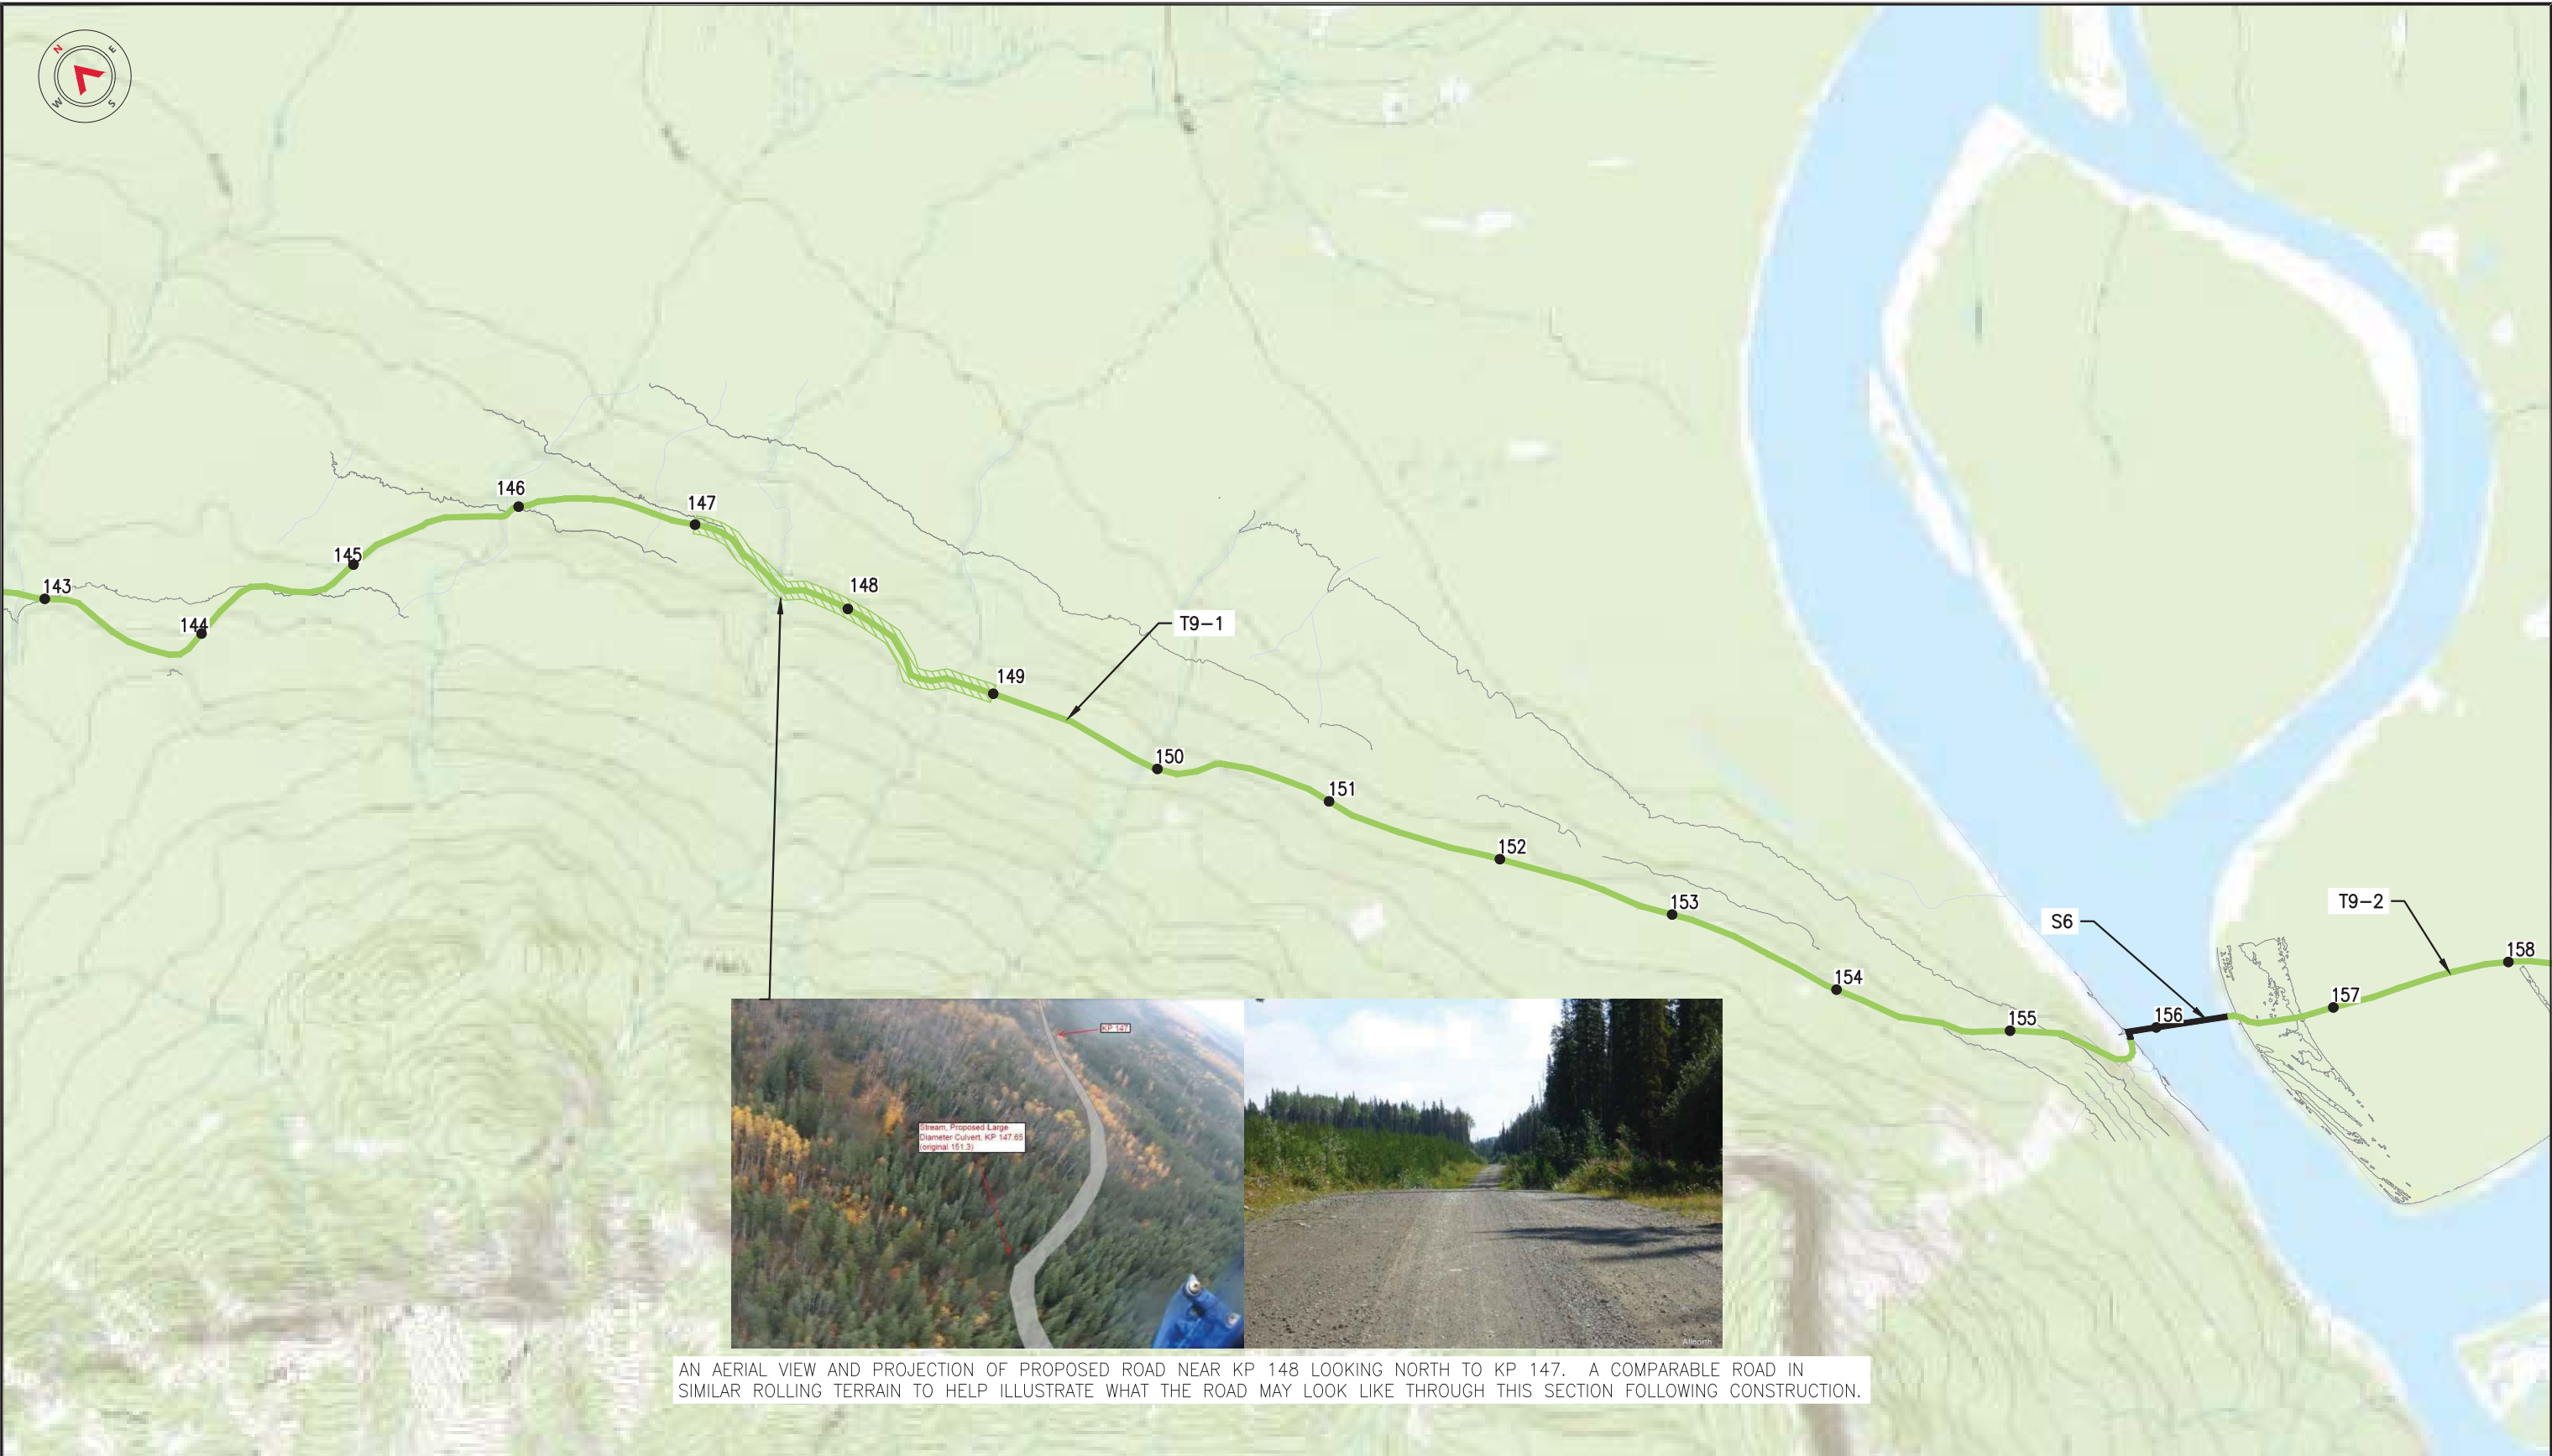 N
E
W
S
143
144
145
146
147
148
149
T9-1
150
151
152
153
154
155
S6
156
157
T9-2
158
KP 147
Stream, Proposed Large
Diameter Culvert, KP 147.65
(original 151.3)
Allnorth
AN AERIAL VIEW AND PROJECTION OF PROPOSED ROAD NEAR KP 148 LOOKING NORTH TO KP 147. A COMPARABLE ROAD IN
SIMILAR ROLLING TERRAIN TO HELP ILLUSTRATE WHAT THE ROAD MAY LOOK LIKE THROUGH THIS SECTION FOLLOWING CONSTRUCTION.